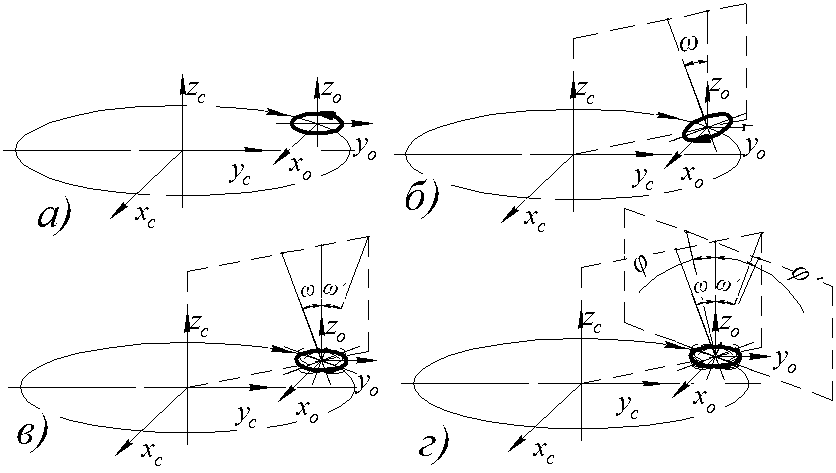 z_c z_o y_c y_o x_o x_c а)
ω z_c z_o y_c y_o x_o x_c б)
ω ω′ z_c z_o y_c y_o x_o x_c в)
φ ω ω′ φ′ z_c z_o y_c y_o x_o x_c г)